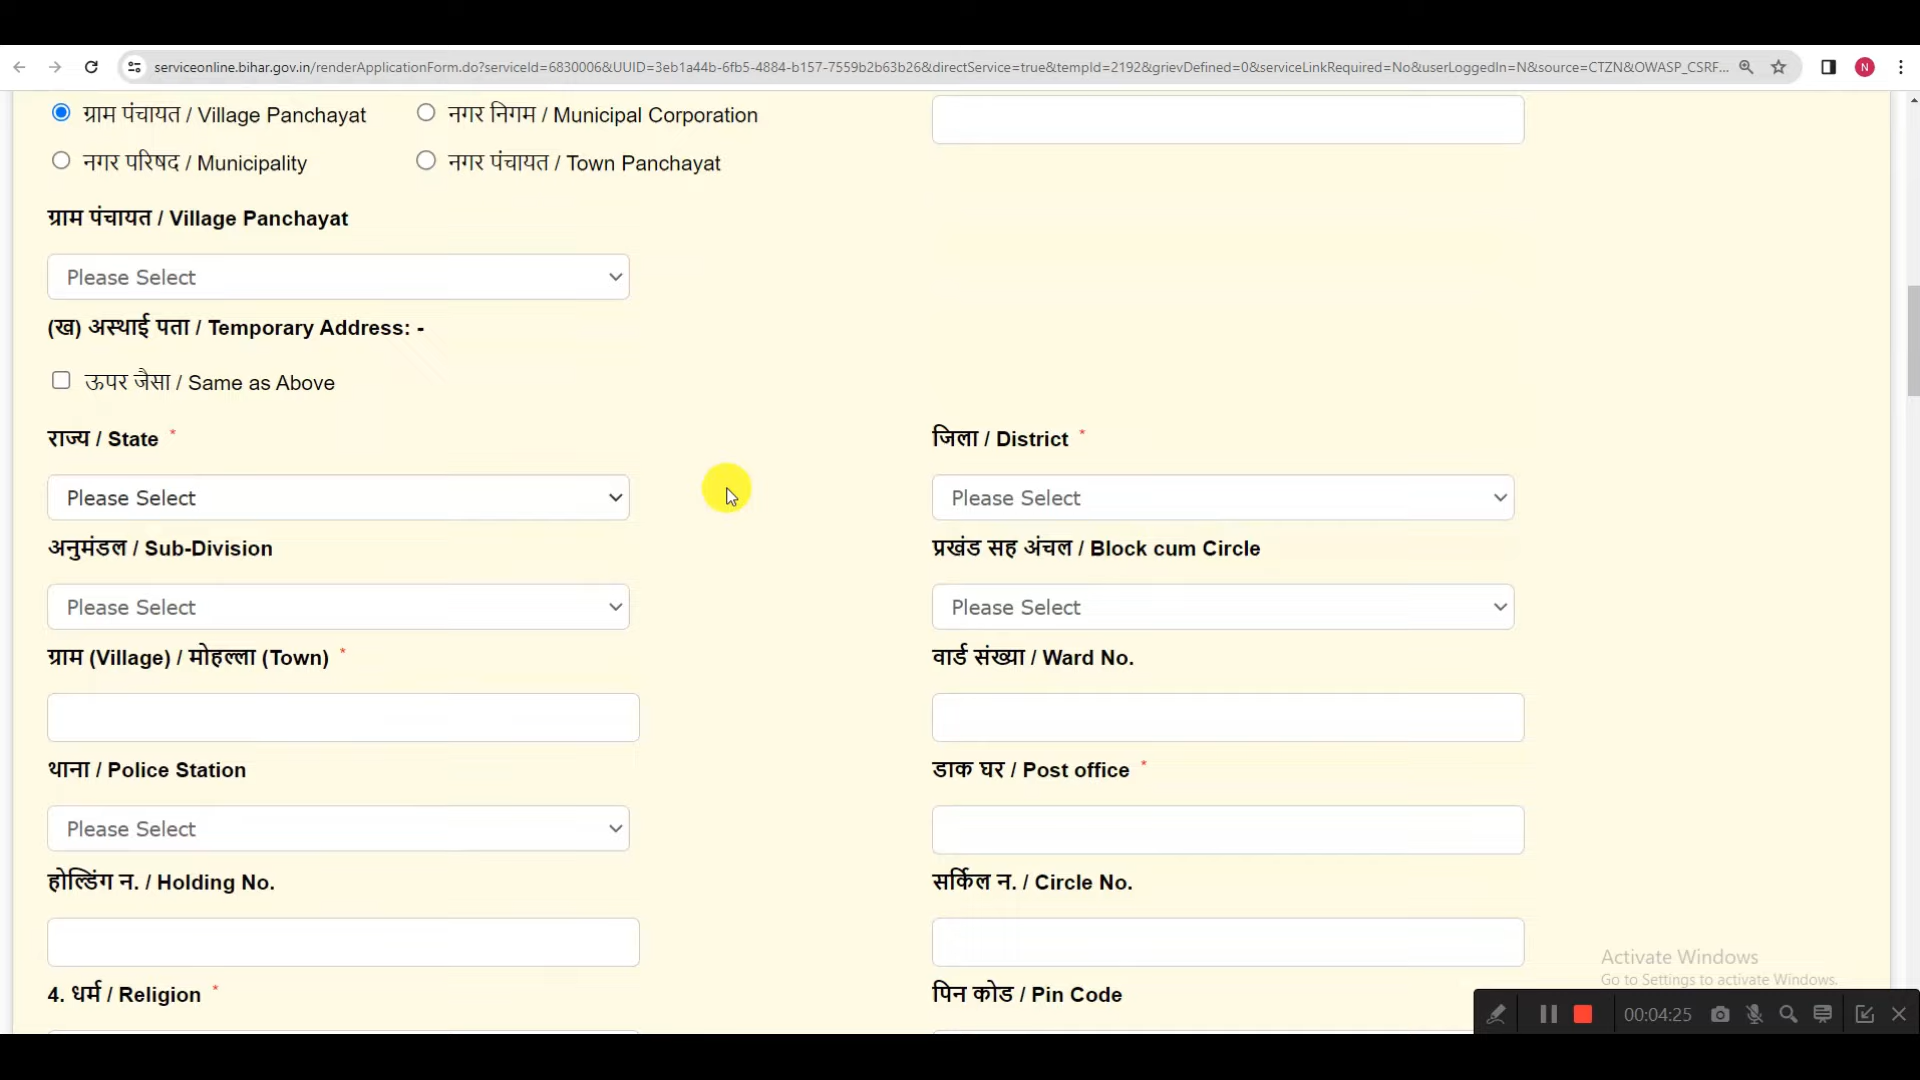 serviceonline.bihar.gov.in/renderApplicationForm.do?serviceId=6830006&UUID=3eb1a44b-6fb5-4884-b157-7559b2b63b26&directService=true&tempId=2192&grievDefined=0&serviceLinkRequired=No&userLoggedIn=N&source=CTZN&OWASP_CSRF...
N
ग्राम पंचायत / Village Panchayat
नगर निगम / Municipal Corporation
नगर परिषद / Municipality
नगर पंचायत / Town Panchayat
ग्राम पंचायत / Village Panchayat
Please Select
(ख) अस्थाई पता / Temporary Address: -
ऊपर जैसा / Same as Above
राज्य / State *
जिला / District *
Please Select
Please Select
अनुमंडल / Sub-Division
प्रखंड सह अंचल / Block cum Circle
Please Select
Please Select
ग्राम (Village) / मोहल्ला (Town) *
वार्ड संख्या / Ward No.
थाना / Police Station
डाक घर / Post office *
Please Select
होल्डिंग न. / Holding No.
सर्किल न. / Circle No.
4. धर्म / Religion *
पिन कोड / Pin Code
Activate Windows
Go to Settings to activate Windows.
00:04:25